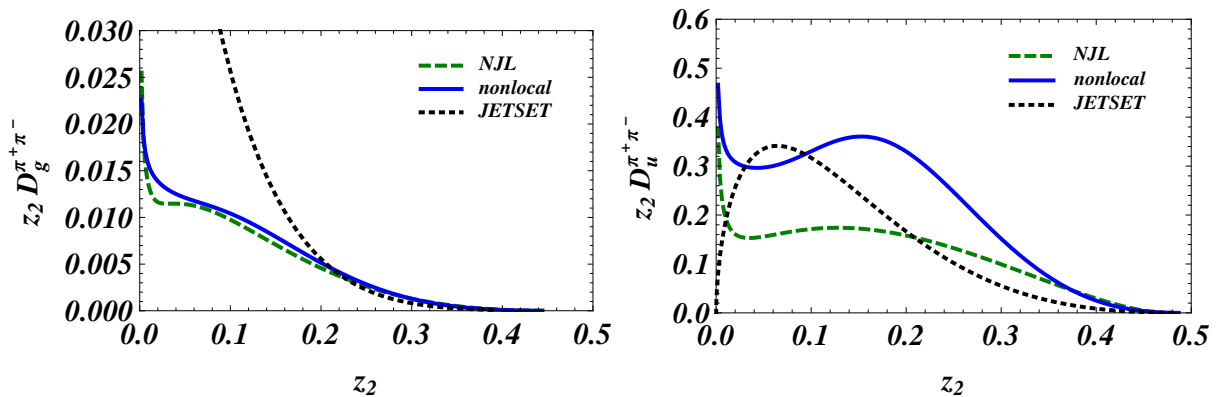 z₂ D_g^{π⁺π⁻}
0.030
0.025
0.020
0.015
0.010
0.005
0.000
0.0 0.1 0.2 0.3 0.4 0.5
z₂
NJL
nonlocal
JETSET
z₂ D_u^{π⁺π⁻}
0.6
0.5
0.4
0.3
0.2
0.1
0.0
0.0 0.1 0.2 0.3 0.4 0.5
z₂
NJL
nonlocal
JETSET